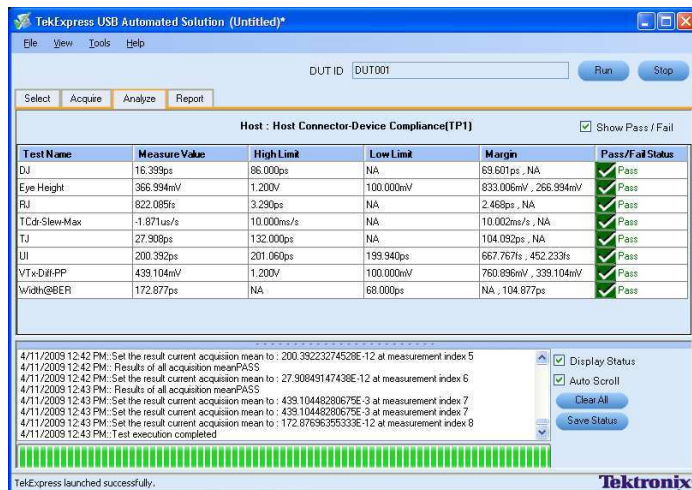 TekExpress USB Automated Solution (Untitled)*
File View Tools Help
DUT ID DUT001 Run Stop
Select Acquire Analyze Report
Host : Host Connector-Device Compliance(TP1) Show Pass / Fail
Test Name Measure Value High Limit Low Limit Margin Pass/Fail Status
DJ 16.399ps 86.000ps NA 69.601ps , NA Pass
Eye Height 366.994mV 1.200V 100.000mV 833.006mV , 266.994mV Pass
RJ 822.085fs 3.290ps NA 2.468ps , NA Pass
TCdr-Slew-Max -1.871us/s 10.000ms/s NA 10.002ms/s , NA Pass
TJ 27.908ps 132.000ps NA 104.092ps , NA Pass
UI 200.392ps 201.060ps 199.940ps 667.767fs , 452.233fs Pass
VTx-Diff-PP 439.104mV 1.200V 100.000mV 760.896mV , 339.104mV Pass
Width@BER 172.877ps NA 68.000ps NA , 104.877ps Pass
4/11/2009 12:42 PM::Set the result current acquisiion mean to : 200.39223274528E-12 at measurement index 5
4/11/2009 12:42 PM:: Results of all acquisition meanPASS
4/11/2009 12:43 PM::Set the result current acquisiion mean to : 27.90849147438E-12 at measurement index 6
4/11/2009 12:43 PM:: Results of all acquisition meanPASS
4/11/2009 12:43 PM::Set the result current acquisiion mean to : 439.10448280675E-3 at measurement index 7
4/11/2009 12:43 PM::Set the result current acquisiion mean to : 439.10448280675E-3 at measurement index 7
4/11/2009 12:43 PM::Set the result current acquisiion mean to : 172.87696355333E-12 at measurement index 8
4/11/2009 12:43 PM::Test execution completed
Display Status
Auto Scroll
Clear All
Save Status
TekExpress launched successfully.
Tektronix